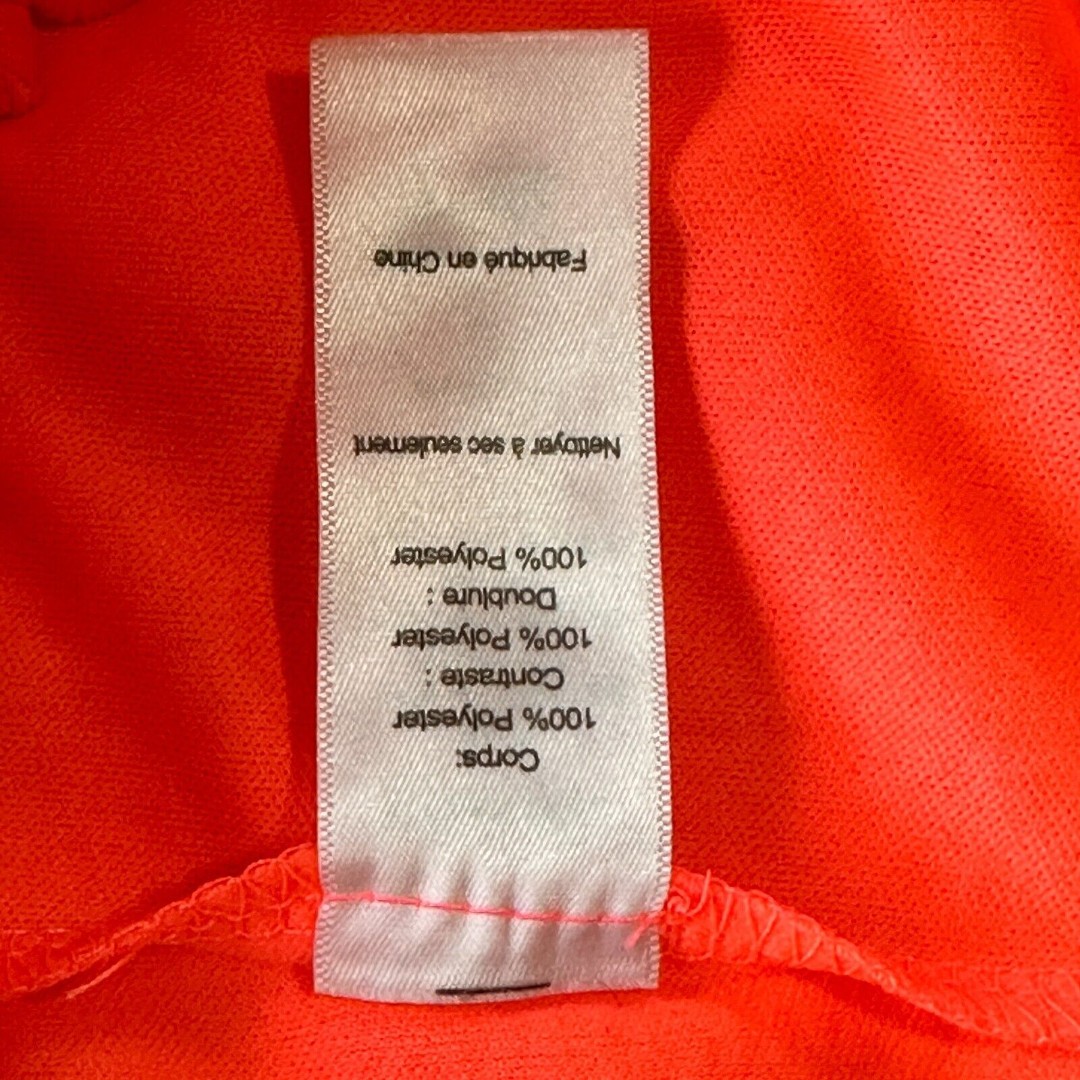 Corps:
100% Polyester
Contraste :
100% Polyester
Doublure :
100% Polyester
Nettoyer à sec seulement
Fabriqué en Chine